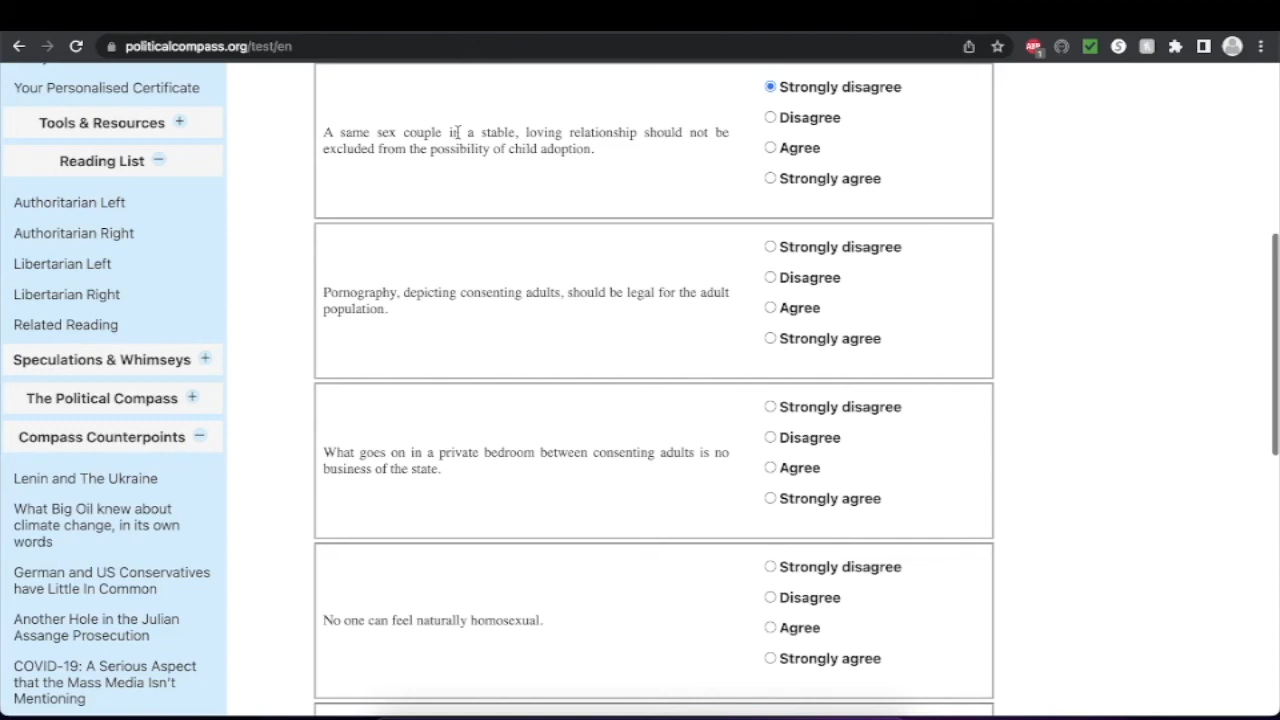 politicalcompass.org/test/en
ABP
1
S
Your Personalised Certificate
Tools & Resources +
Reading List −
Authoritarian Left
Authoritarian Right
Libertarian Left
Libertarian Right
Related Reading
Speculations & Whimseys +
The Political Compass +
Compass Counterpoints −
Lenin and The Ukraine
What Big Oil knew about
climate change, in its own
words
German and US Conservatives
have Little In Common
Another Hole in the Julian
Assange Prosecution
COVID-19: A Serious Aspect
that the Mass Media Isn't
Mentioning
A same sex couple in a stable, loving relationship should not be
excluded from the possibility of child adoption.
Strongly disagree
Disagree
Agree
Strongly agree
Pornography, depicting consenting adults, should be legal for the adult
population.
Strongly disagree
Disagree
Agree
Strongly agree
What goes on in a private bedroom between consenting adults is no
business of the state.
Strongly disagree
Disagree
Agree
Strongly agree
No one can feel naturally homosexual.
Strongly disagree
Disagree
Agree
Strongly agree